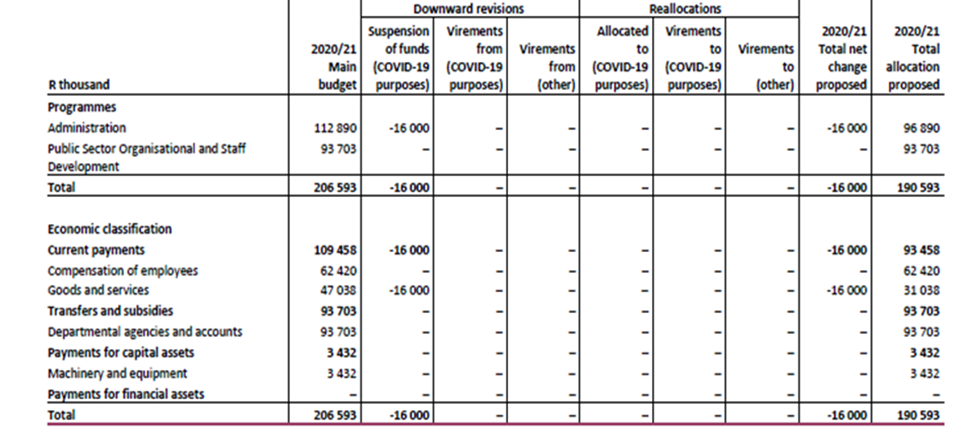 Downward revisions Reallocations
Suspension Virements Allocated Virements 2020/21 2020/21
2020/21 of funds from Virements to to Virements Total net Total
Main (COVID-19 (COVID-19 from (COVID-19 (COVID-19 to change allocation
R thousand budget purposes) purposes) (other) purposes) purposes) (other) proposed proposed
Programmes
Administration 112 890 -16 000 – – – – – -16 000 96 890
Public Sector Organisational and Staff 93 703 – – – – – – – 93 703
Development
Total 206 593 -16 000 – – – – – -16 000 190 593
Economic classification
Current payments 109 458 -16 000 – – – – – -16 000 93 458
Compensation of employees 62 420 – – – – – – – 62 420
Goods and services 47 038 -16 000 – – – – – -16 000 31 038
Transfers and subsidies 93 703 – – – – – – – 93 703
Departmental agencies and accounts 93 703 – – – – – – – 93 703
Payments for capital assets 3 432 – – – – – – – 3 432
Machinery and equipment 3 432 – – – – – – – 3 432
Payments for financial assets – – – – – – – – –
Total 206 593 -16 000 – – – – – -16 000 190 593